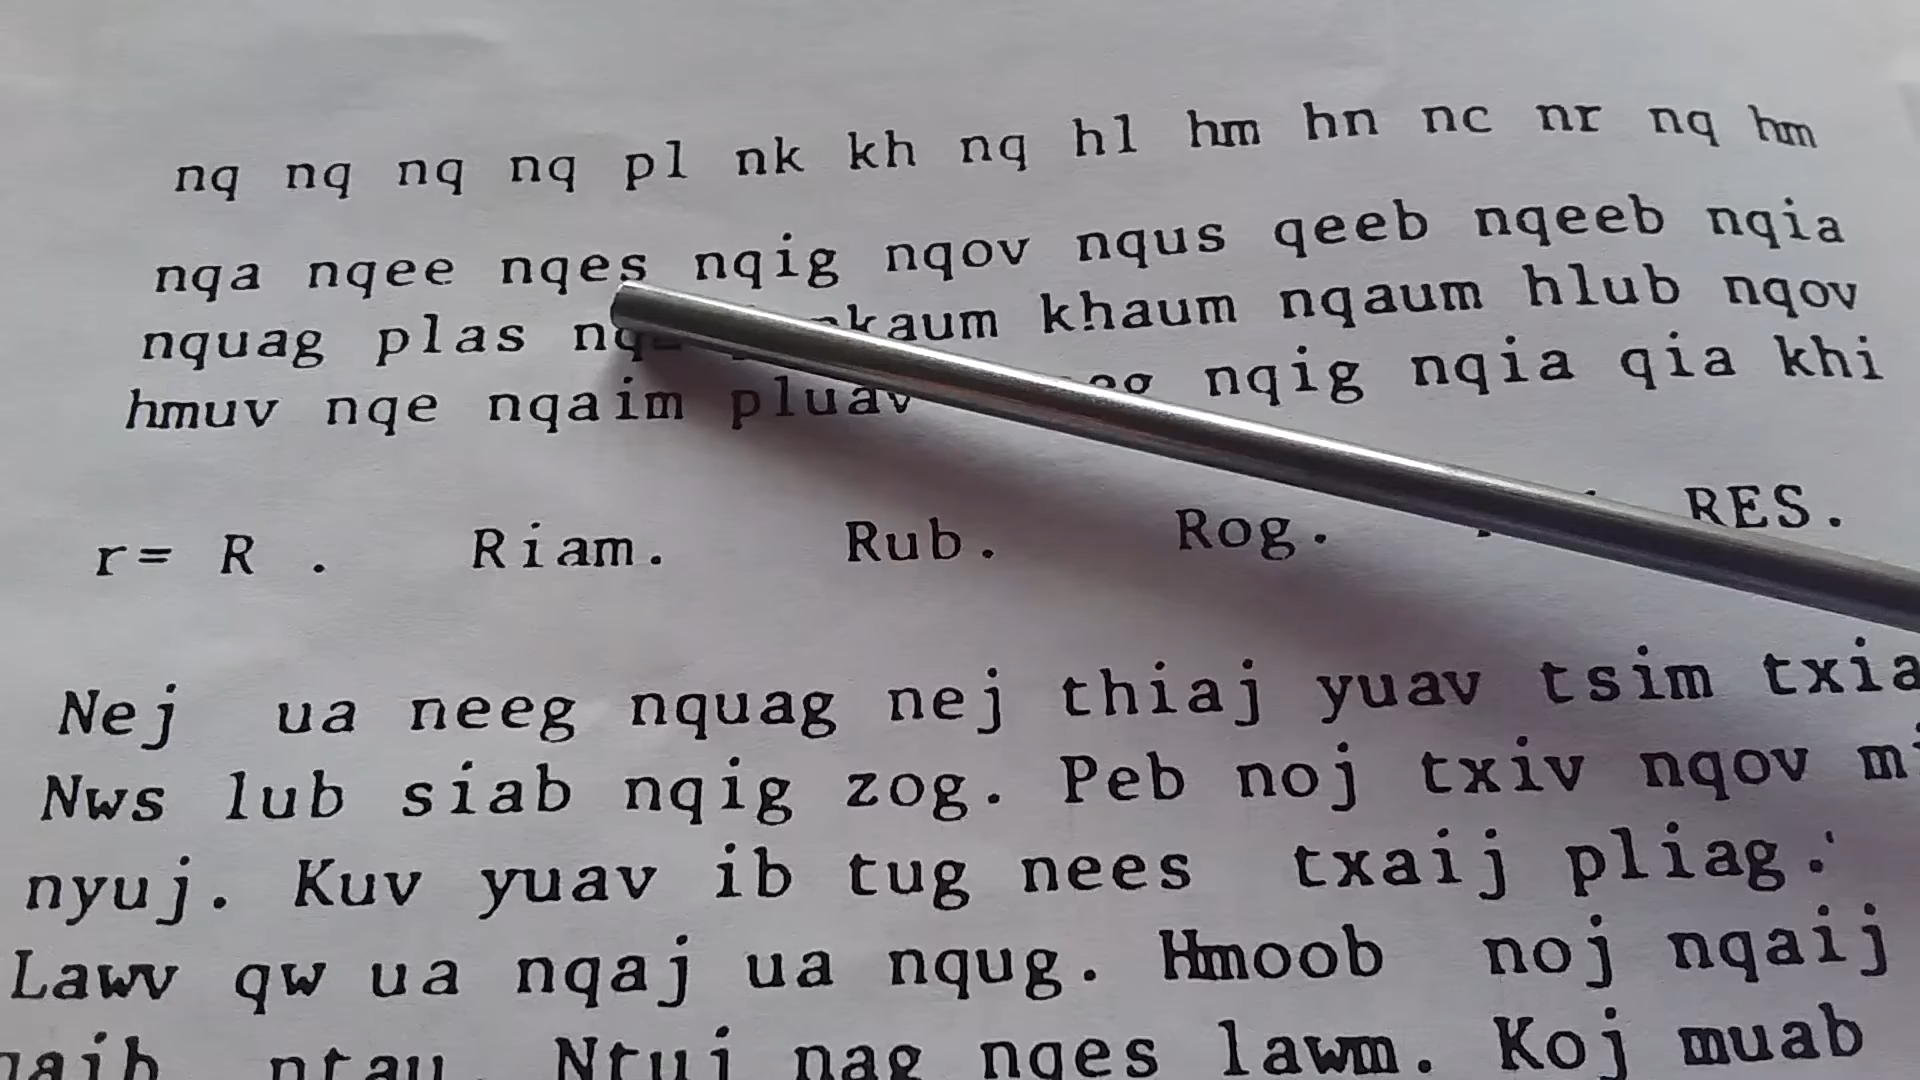 nq nq nq nq pl nk kh nq hl hm hn nc nr nq hm
nqa nqee nqes nqig nqov nqus qeeb nqeeb nqia
nquag plas khaum nqaum hlub nqov
hmuv nqe nqaim pluav nqig nqia qia khi
r= R . Riam. Rub. Rog. RES.
Nej ua neeg nquag nej thiaj yuav tsim
Nws lub siab nqig zog. Peb noj txiv nqov
nyuj. Kuv yuav ib tug nees txaij pliag.
Lawv qw ua nqaj ua nqug. Hmoob noj nqaij
ntau. Ntuj nag nqes lawm. Koj muab